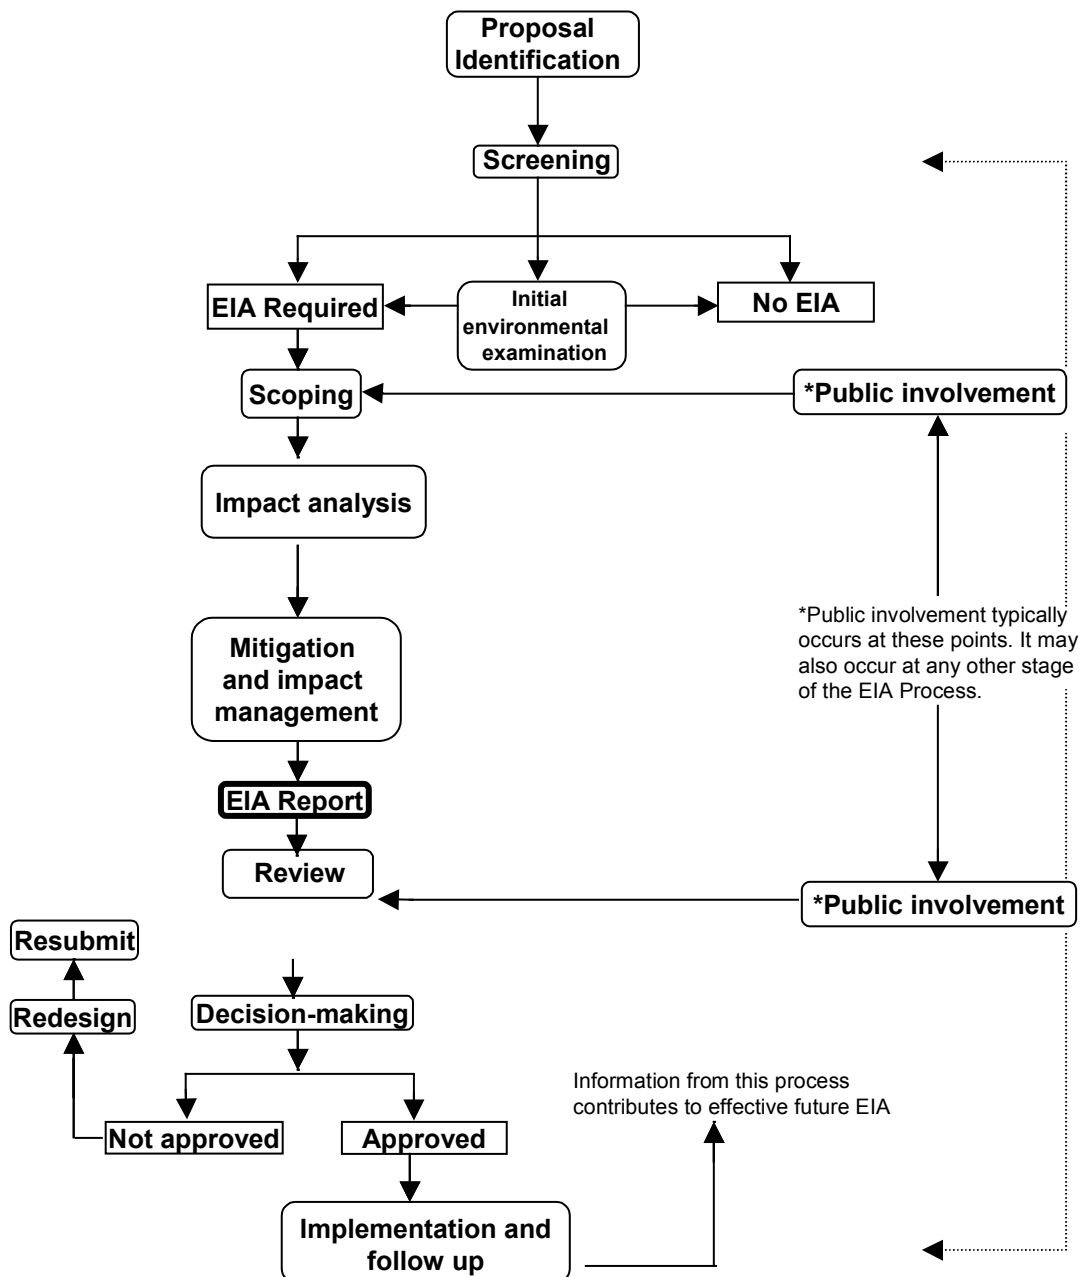 Proposal
Identification
Screening
EIA Required
Initial
environmental
examination
No EIA
Scoping
*Public involvement
Impact analysis
*Public involvement typically
occurs at these points. It may
also occur at any other stage
of the EIA Process.
Mitigation
and impact
management
EIA Report
Review
*Public involvement
Resubmit
Redesign
Decision-making
Information from this process
contributes to effective future EIA
Not approved
Approved
Implementation and
follow up